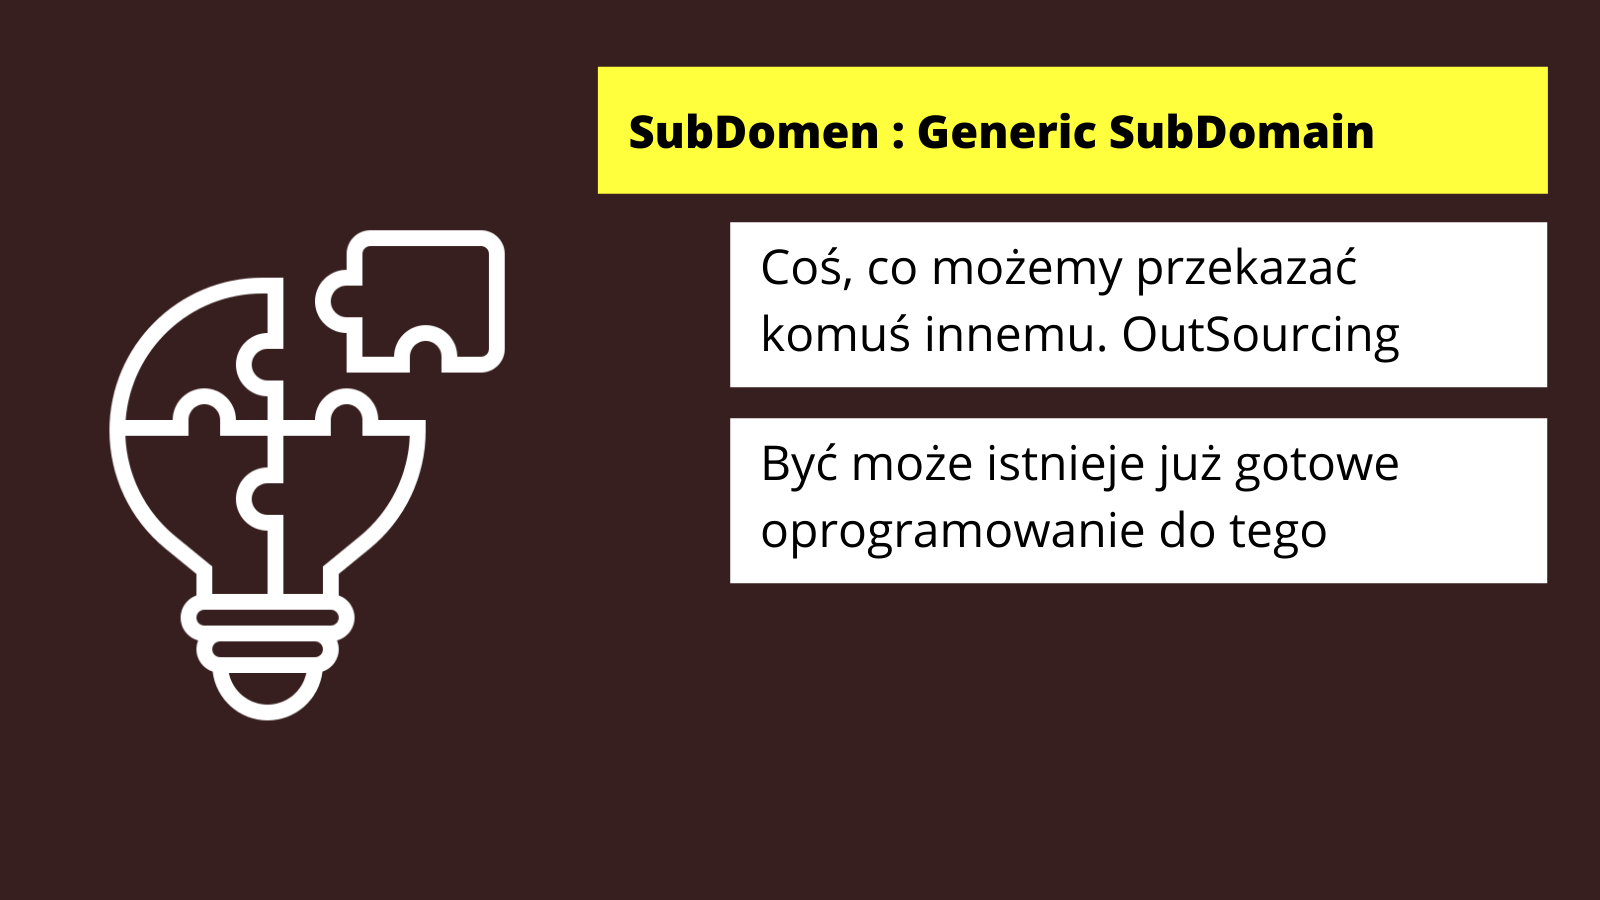 SubDomen : Generic SubDomain
Coś, co możemy przekazać
komuś innemu. OutSourcing
Być może istnieje już gotowe
oprogramowanie do tego